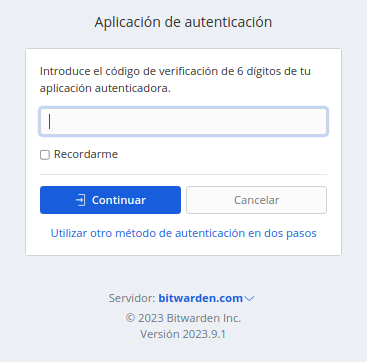 Aplicación de autenticación
Introduce el código de verificación de 6 dígitos de tu
aplicación autenticadora.
Recordarme
Continuar
Cancelar
Utilizar otro método de autenticación en dos pasos
Servidor: bitwarden.com
© 2023 Bitwarden Inc.
Versión 2023.9.1